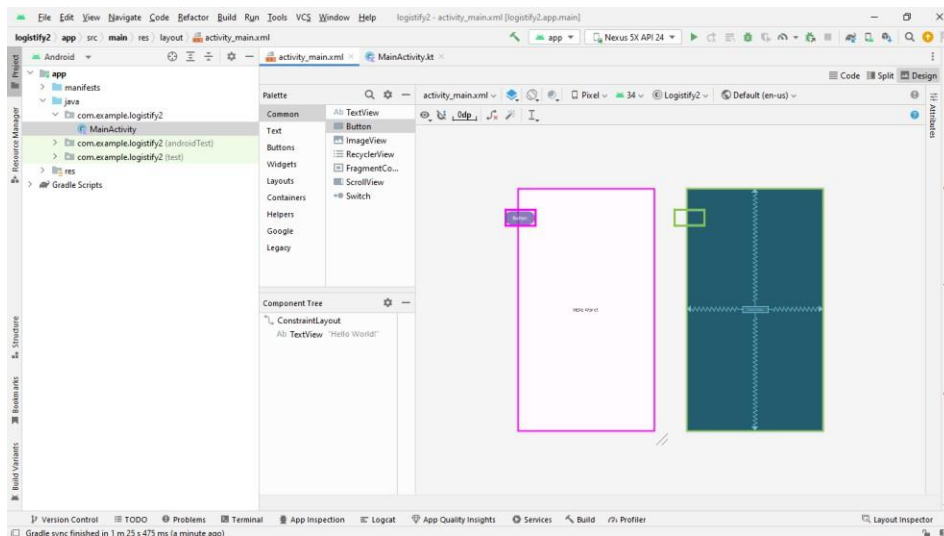 File Edit View Navigate Code Refactor Build Run Tools VCS Window Help logistify2 - activity_main.xml [logistify2.app.main]
logistify2 app src main res layout activity_main.xml
app Nexus 5X API 24
Project
Resource Manager
Structure
Bookmarks
Build Variants
Android
app
manifests
java
com.example.logistify2
MainActivity
com.example.logistify2 (androidTest)
com.example.logistify2 (test)
res
Gradle Scripts
activity_main.xml MainActivity.kt
Code Split Design
Palette
Common
Text
Buttons
Widgets
Layouts
Containers
Helpers
Google
Legacy
Ab TextView
Button
ImageView
RecyclerView
FragmentCo...
ScrollView
Switch
Component Tree
ConstraintLayout
Ab TextView "Hello World!"
activity_main.xml Pixel 34 Logistify2 Default (en-us)
0dp
Button
Hello World!
Attributes
Version Control TODO Problems Terminal App Inspection Logcat App Quality Insights Services Build Profiler Layout Inspector
Gradle sync finished in 1 m 25 s 475 ms (a minute ago)